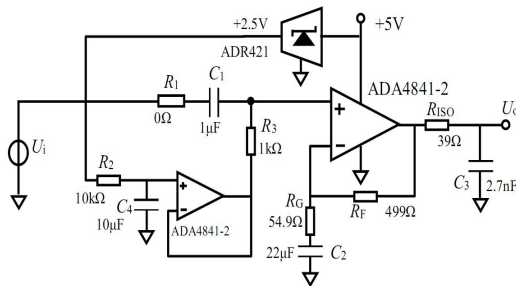 +2.5V
+5V
ADR421
ADA4841-2
R1
C1
0Ω
1μF
R3
1kΩ
+
−
RISO
39Ω
Uo
Ui
R2
10kΩ
C4
10μF
+
−
ADA4841-2
RG
54.9Ω
RF
499Ω
C3
2.7nF
22μF
C2